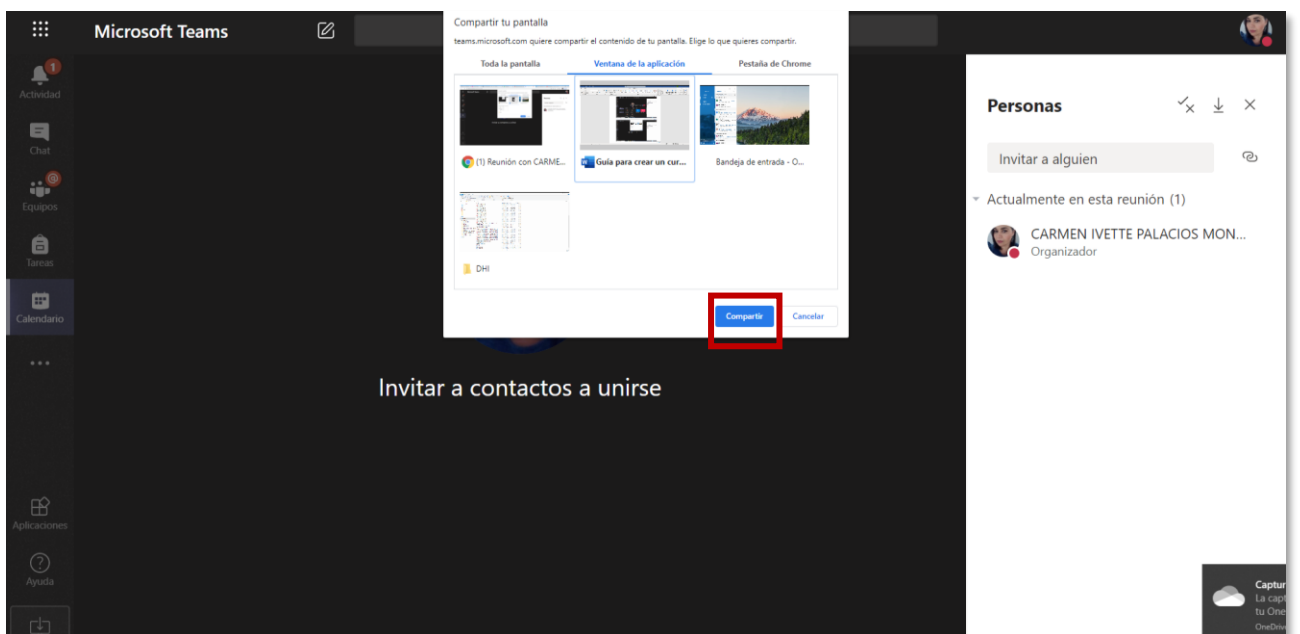 Microsoft Teams
Compartir tu pantalla
teams.microsoft.com quiere compartir el contenido de tu pantalla. Elige lo que quieres compartir.
Toda la pantalla
Ventana de la aplicación
Pestaña de Chrome
(1) Reunión con CARME...
Guía para crear un cur...
Bandeja de entrada - O...
DHI
Compartir
Cancelar
1
Actividad
Chat
Equipos
Tareas
Calendario
Aplicaciones
Ayuda
Invitar a contactos a unirse
Personas
Invitar a alguien
Actualmente en esta reunión (1)
CARMEN IVETTE PALACIOS MON...
Organizador
Captur
La capt
tu One
OneDriv